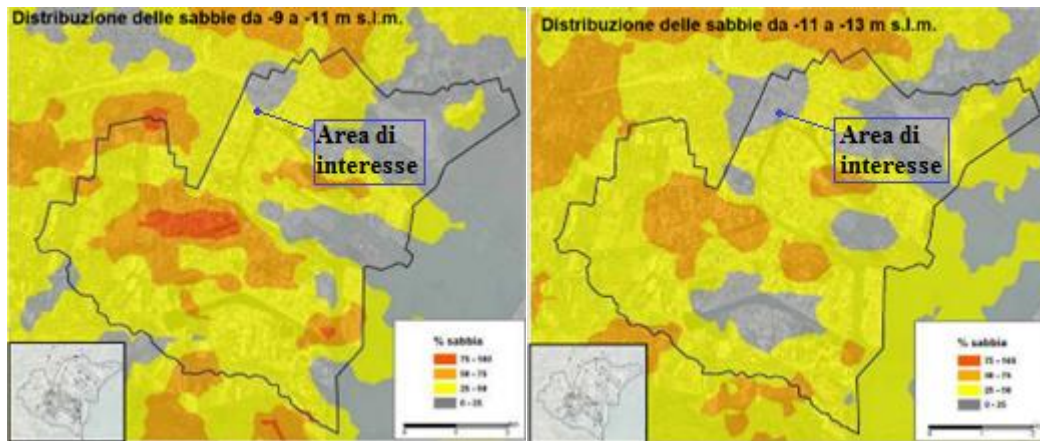 Distribuzione delle sabbie da -9 a -11 m s.l.m.
Area di
interesse
% sabbia
75 - 100
50 - 75
25 - 50
0 - 25
Distribuzione delle sabbie da -11 a -13 m s.l.m.
Area di
interesse
% sabbia
75 - 100
50 - 75
25 - 50
0 - 25